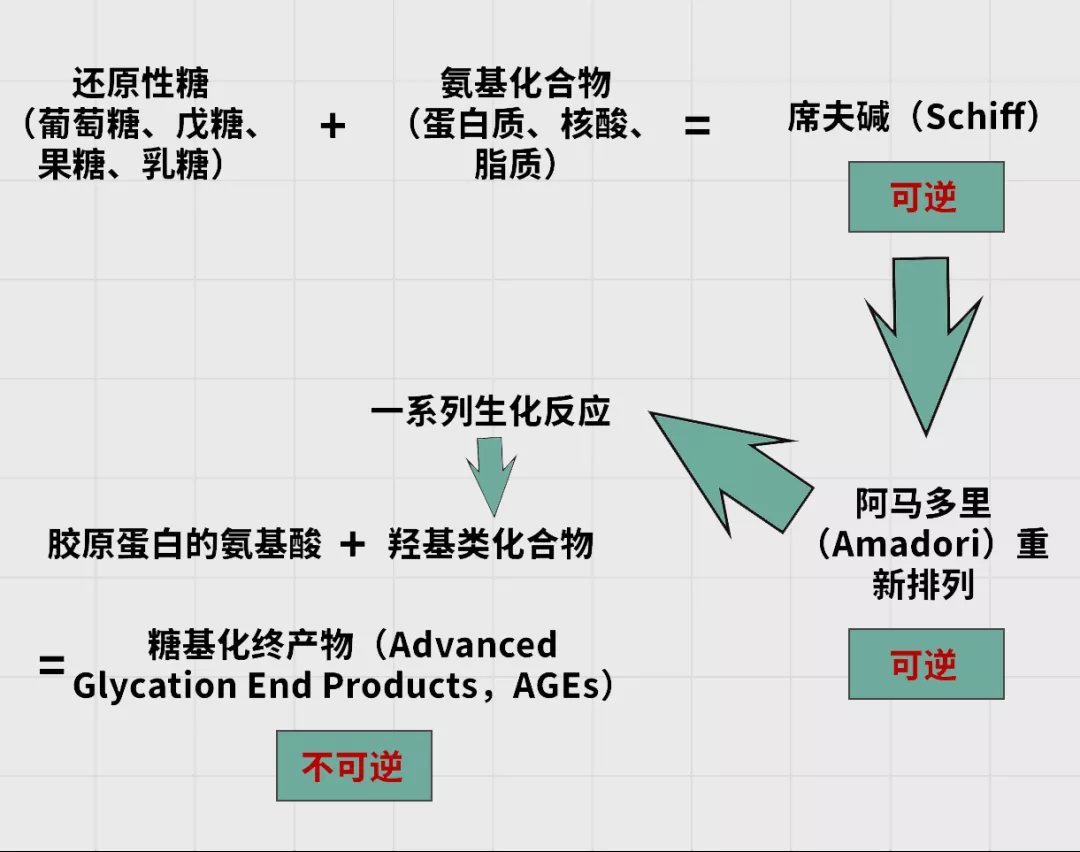 还原性糖
（葡萄糖、戊糖、
果糖、乳糖）
+
氨基化合物
（蛋白质、核酸、
脂质）
=
席夫碱（Schiff）
可逆
阿马多里
（Amadori）重
新排列
可逆
一系列生化反应
胶原蛋白的氨基酸 + 羟基类化合物
= 糖基化终产物（Advanced
Glycation End Products，AGEs）
不可逆